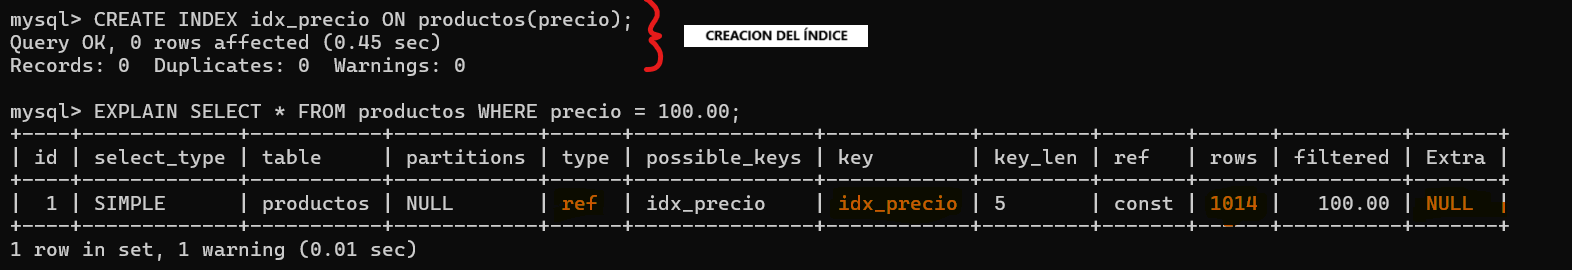 mysql> CREATE INDEX idx_precio ON productos(precio);
CREACION DEL ÍNDICE
Query OK, 0 rows affected (0.45 sec)
Records: 0  Duplicates: 0  Warnings: 0
mysql> EXPLAIN SELECT * FROM productos WHERE precio = 100.00;
+----+-------------+-----------+------------+------+---------------+------------+---------+-------+------+----------+-------+
| id | select_type | table     | partitions | type | possible_keys | key        | key_len | ref   | rows | filtered | Extra |
+----+-------------+-----------+------------+------+---------------+------------+---------+-------+------+----------+-------+
|  1 | SIMPLE      | productos | NULL       | ref  | idx_precio    | idx_precio | 5       | const | 1014 |   100.00 | NULL  |
+----+-------------+-----------+------------+------+---------------+------------+---------+-------+------+----------+-------+
1 row in set, 1 warning (0.01 sec)